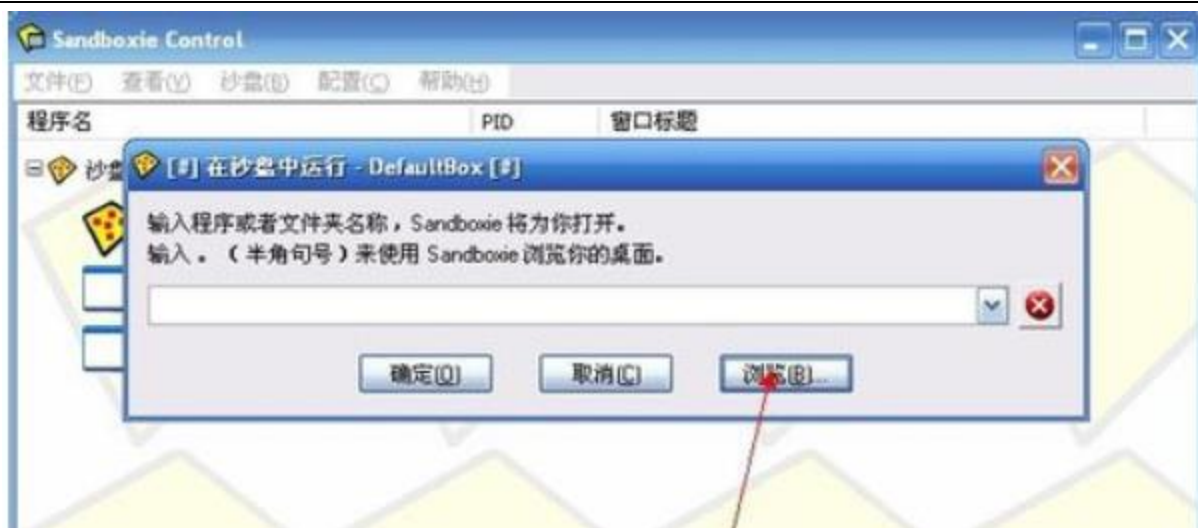 Sandboxie Control
文件(F) 查看(V) 沙盘(B) 配置(C) 帮助(H)
程序名 PID 窗口标题
沙盘
[#] 在沙盘中运行 - DefaultBox [#]
输入程序或者文件夹名称，Sandboxie 将为你打开。
输入 。（半角句号）来使用 Sandboxie 浏览你的桌面。
确定(O) 取消(C) 浏览(B)...